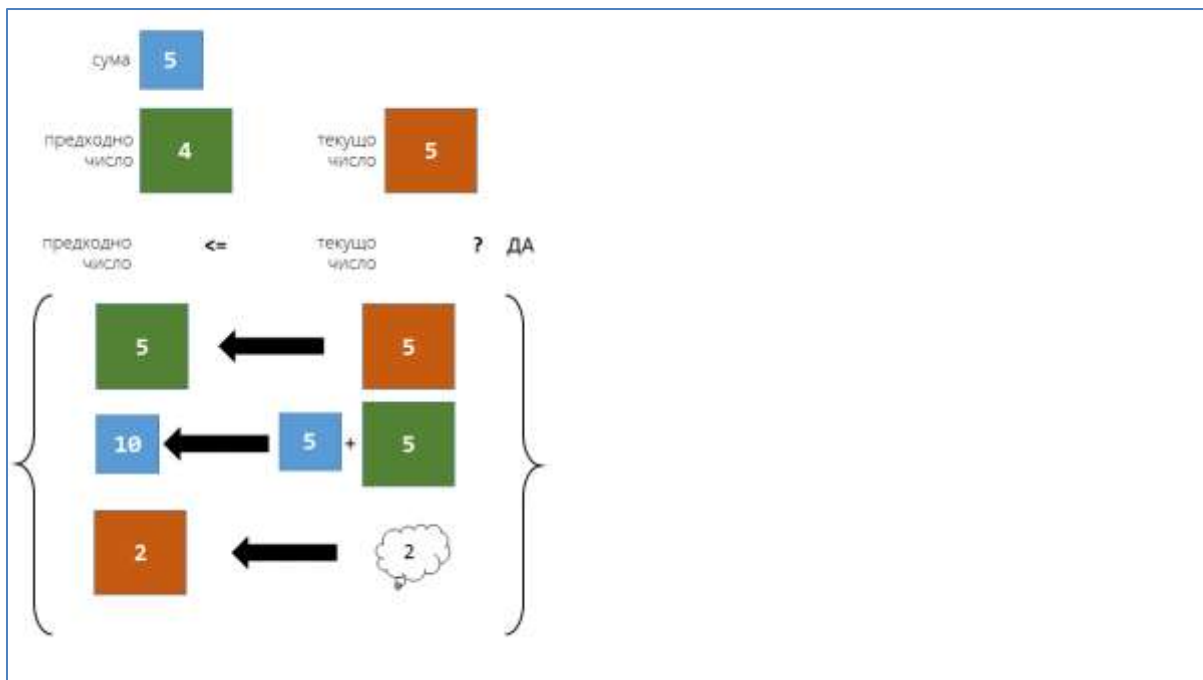 сума 5
предходно число 4 текущо число 5
предходно число <= текущо число ? ДА
5 5
10 5 + 5
2 2